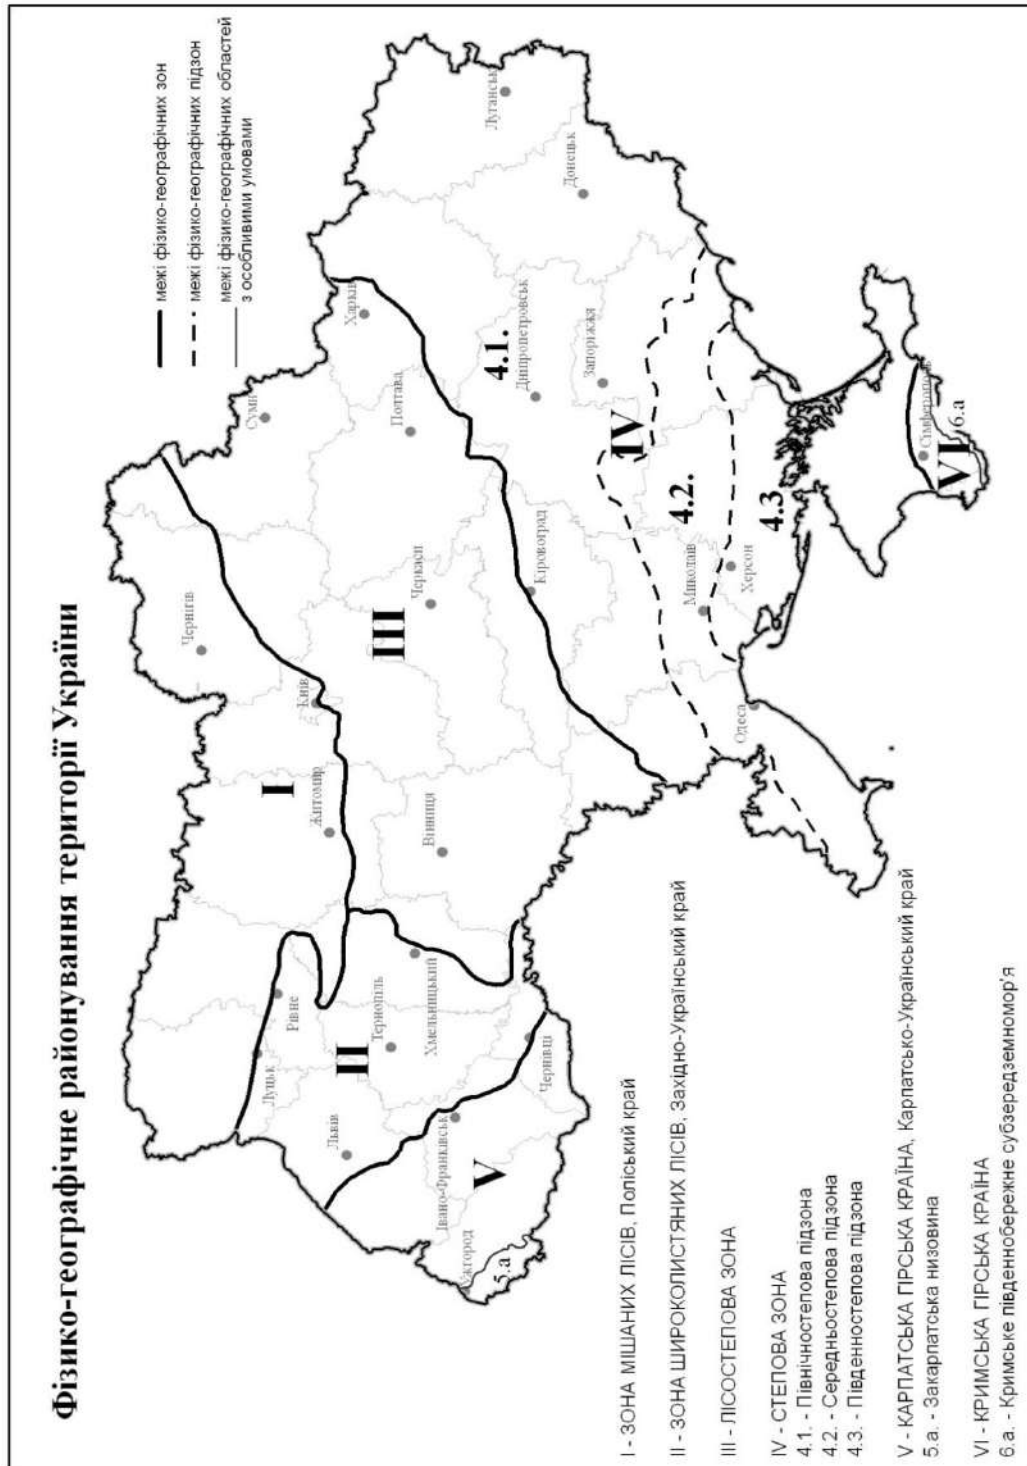 Фізико-географічне районування території України
межі фізико-географічних зон
межі фізико-географічних підзон
межі фізико-географічних областей
з особливими умовами
Чернігів
Суми
I
Луцьк
Рівне
Житомир
Київ
Харків
Львів
II
Тернопіль
Хмельницький
III
Полтава
Луганськ
Вінниця
Черкаси
Івано-Франківськ
V
Ужгород
5.а
Чернівці
Кіровоград
4.1.
Дніпропетровськ
Донецьк
Запоріжжя
IV
4.2.
Миколаїв
Херсон
Одеса
4.3
Сімферополь
VI
6.а
I - ЗОНА МІШАНИХ ЛІСІВ, Поліський край
II - ЗОНА ШИРОКОЛИСТЯНИХ ЛІСІВ, Західно-Український край
III - ЛІСОСТЕПОВА ЗОНА
IV - СТЕПОВА ЗОНА
4.1. - Північностепова підзона
4.2. - Середньостепова підзона
4.3. - Південностепова підзона
V - КАРПАТСЬКА ГІРСЬКА КРАЇНА, Карпатсько-Український край
5.а. - Закарпатська низовина
VI - КРИМСЬКА ГІРСЬКА КРАЇНА
6.а. - Кримське південнобережне субзередземномор'я